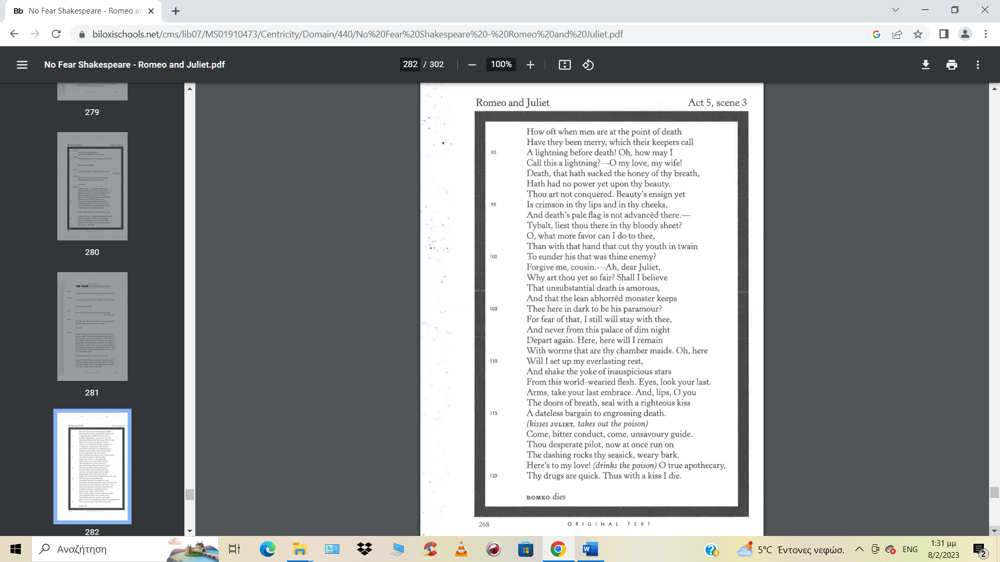 Bb No Fear Shakespeare - Romeo an
biloxischools.net/cms/lib07/MS01910473/Centricity/Domain/440/No%20Fear%20Shakespeare%20-%20Romeo%20and%20Juliet.pdf
No Fear Shakespeare - Romeo and Juliet.pdf
282 / 302
100%
279
280
281
282
Romeo and Juliet Act 5, scene 3
How oft when men are at the point of death
Have they been merry, which their keepers call
90 A lightning before death! Oh, how may I
Call this a lightning?—O my love, my wife!
Death, that hath sucked the honey of thy breath,
Hath had no power yet upon thy beauty.
Thou art not conquered. Beauty's ensign yet
95 Is crimson in thy lips and in thy cheeks,
And death's pale flag is not advancèd there.—
Tybalt, liest thou there in thy bloody sheet?
O, what more favor can I do to thee,
Than with that hand that cut thy youth in twain
100 To sunder his that was thine enemy?
Forgive me, cousin.—Ah, dear Juliet,
Why art thou yet so fair? Shall I believe
That unsubstantial death is amorous,
And that the lean abhorrèd monster keeps
105 Thee here in dark to be his paramour?
For fear of that, I still will stay with thee,
And never from this palace of dim night
Depart again. Here, here will I remain
With worms that are thy chamber maids. Oh, here
110 Will I set up my everlasting rest,
And shake the yoke of inauspicious stars
From this world-wearied flesh. Eyes, look your last.
Arms, take your last embrace. And, lips, O you
The doors of breath, seal with a righteous kiss
115 A dateless bargain to engrossing death.
(kisses JULIET, takes out the poison)
Come, bitter conduct, come, unsavoury guide.
Thou desperate pilot, now at once run on
The dashing rocks thy seasick, weary bark.
Here's to my love! (drinks the poison) O true apothecary,
120 Thy drugs are quick. Thus with a kiss I die.
ROMEO dies
268 ORIGINAL TEXT
Αναζήτηση
5°C Έντονες νεφώσ.
ENG
1:31 μμ
8/2/2023
2